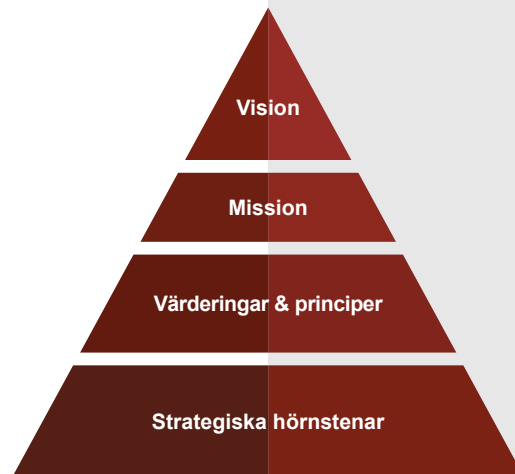 Vision
Mission
Värderingar & principer
Strategiska hörnstenar